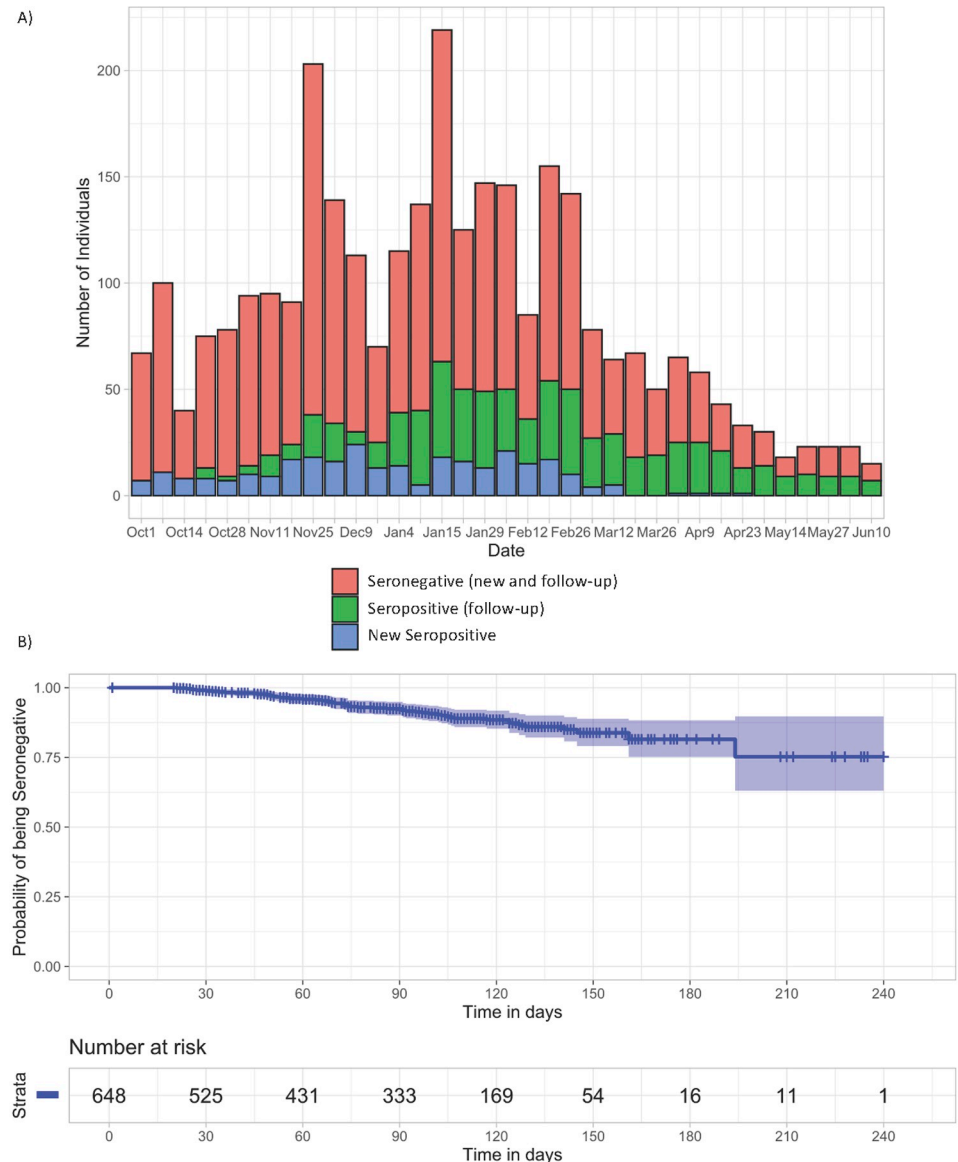 A)
200
150
100
50
0
Number of Individuals
Oct1 Oct14 Oct28 Nov11 Nov25 Dec9 Jan4 Jan15 Jan29 Feb12 Feb26 Mar12 Mar26 Apr9 Apr23 May14 May27 Jun10
Date
Seronegative (new and follow-up)
Seropositive (follow-up)
New Seropositive
B)
1.00
0.75
0.50
0.25
0.00
Probability of being Seronegative
0 30 60 90 120 150 180 210 240
Time in days
Number at risk
Strata
648 525 431 333 169 54 16 11 1
0 30 60 90 120 150 180 210 240
Time in days